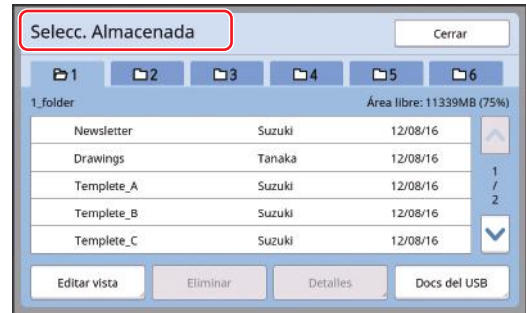 Selecc. Almacenada
Cerrar
1 2 3 4 5 6
1_folder Área libre: 11339MB (75%)
Newsletter Suzuki 12/08/16
Drawings Tanaka 12/08/16
Templete_A Suzuki 12/08/16
Templete_B Suzuki 12/08/16
Templete_C Suzuki 12/08/16
1
/
2
Editar vista Eliminar Detalles Docs del USB